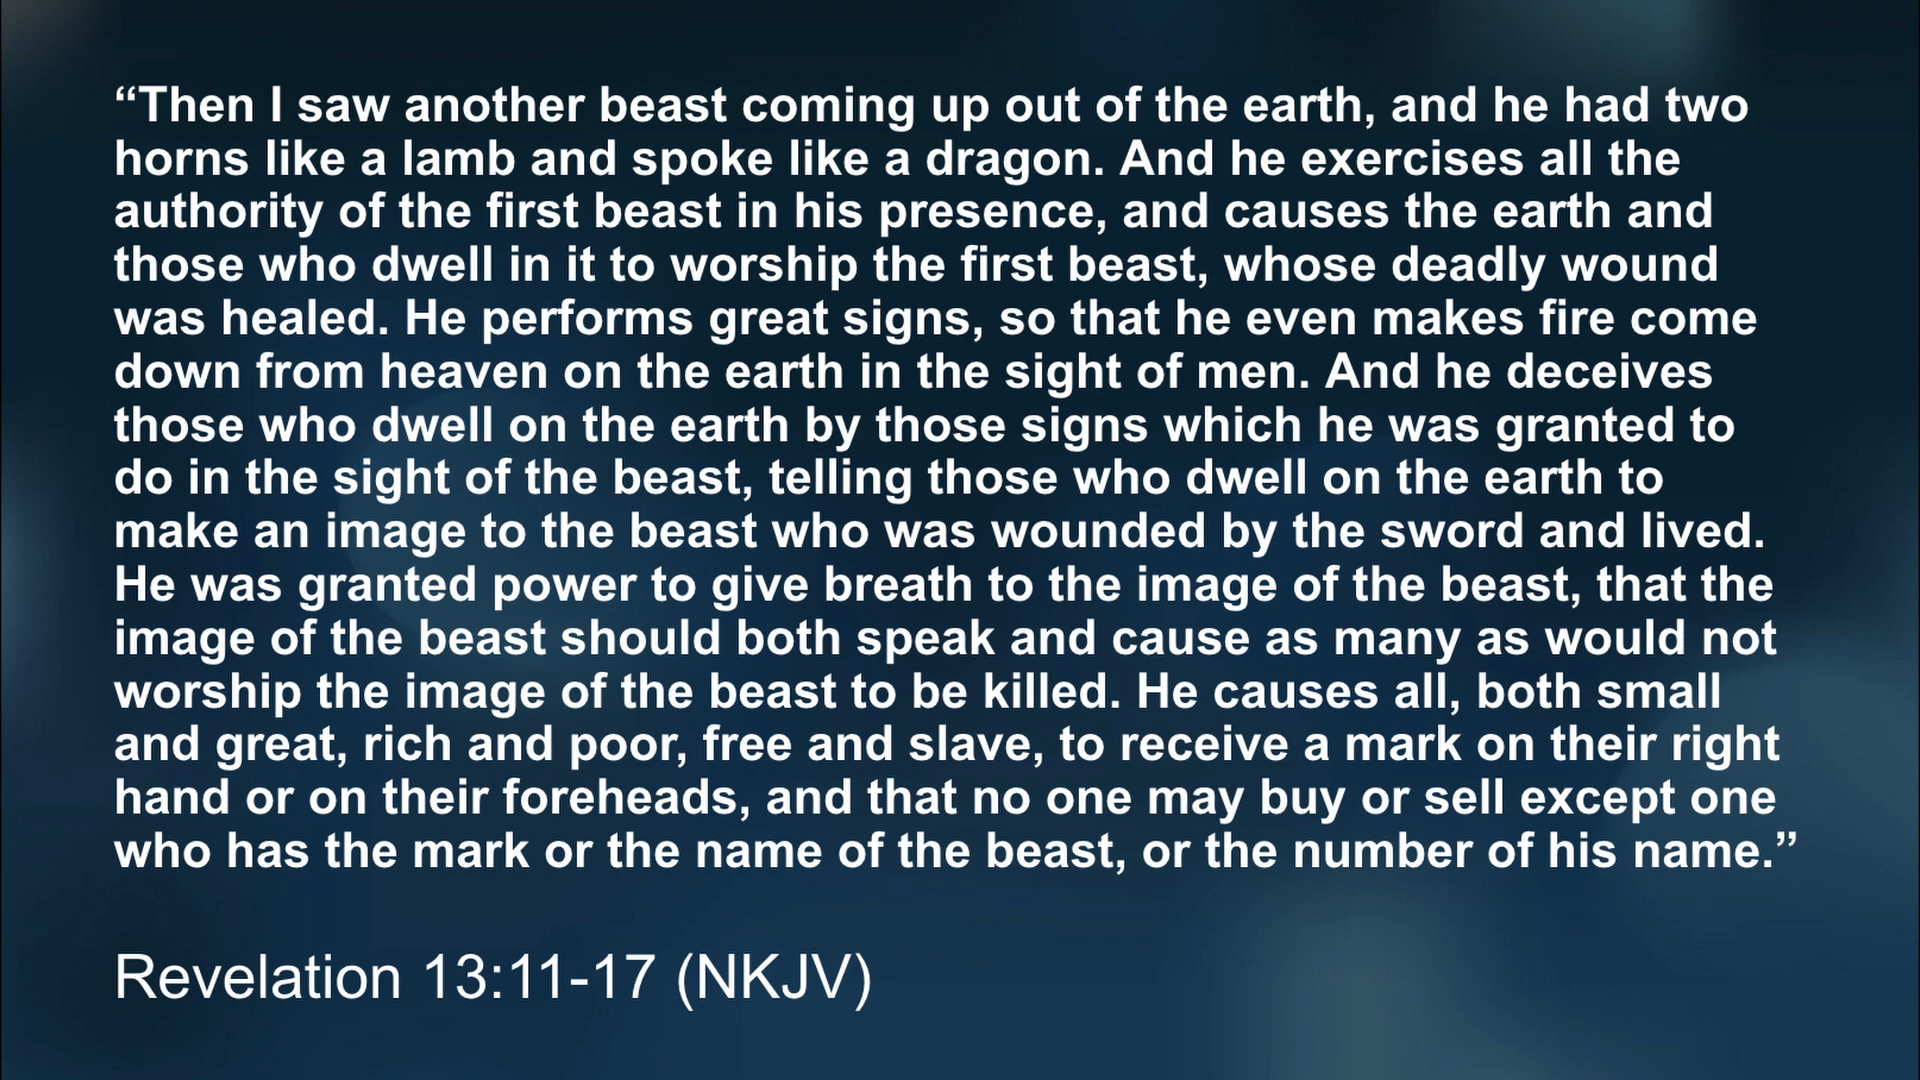 “Then I saw another beast coming up out of the earth, and he had two
horns like a lamb and spoke like a dragon. And he exercises all the
authority of the first beast in his presence, and causes the earth and
those who dwell in it to worship the first beast, whose deadly wound
was healed. He performs great signs, so that he even makes fire come
down from heaven on the earth in the sight of men. And he deceives
those who dwell on the earth by those signs which he was granted to
do in the sight of the beast, telling those who dwell on the earth to
make an image to the beast who was wounded by the sword and lived.
He was granted power to give breath to the image of the beast, that the
image of the beast should both speak and cause as many as would not
worship the image of the beast to be killed. He causes all, both small
and great, rich and poor, free and slave, to receive a mark on their right
hand or on their foreheads, and that no one may buy or sell except one
who has the mark or the name of the beast, or the number of his name.”
Revelation 13:11-17 (NKJV)